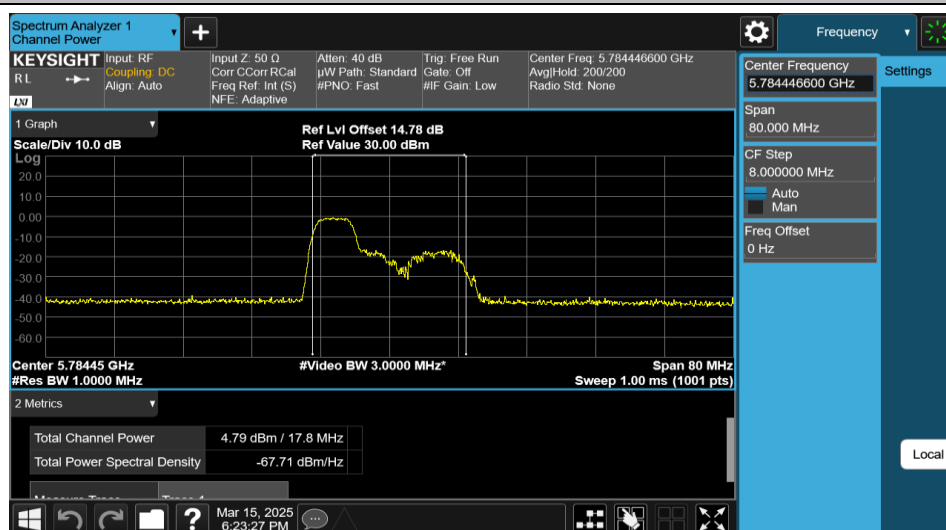 Spectrum Analyzer 1
Channel Power
Frequency
KEYSIGHT
R L
LXI
Input: RF
Coupling: DC
Align: Auto
Input Z: 50 Ω
Corr CCorr RCal
Freq Ref: Int (S)
NFE: Adaptive
Atten: 40 dB
µW Path: Standard
#PNO: Fast
Trig: Free Run
Gate: Off
#IF Gain: Low
Center Freq: 5.784446600 GHz
Avg|Hold: 200/200
Radio Std: None
Center Frequency
5.784446600 GHz
Settings
Span
80.000 MHz
CF Step
8.000000 MHz
Auto
Man
Freq Offset
0 Hz
1 Graph
Scale/Div 10.0 dB
Ref Lvl Offset 14.78 dB
Ref Value 30.00 dBm
Log
20.0
10.0
0.00
-10.0
-20.0
-30.0
-40.0
-50.0
-60.0
Center 5.78445 GHz
#Video BW 3.0000 MHz*
Span 80 MHz
#Res BW 1.0000 MHz
Sweep 1.00 ms (1001 pts)
2 Metrics
Total Channel Power
4.79 dBm / 17.8 MHz
Total Power Spectral Density
-67.71 dBm/Hz
Measure Trace
Trace 1
Local
?
Mar 15, 2025
6:23:27 PM